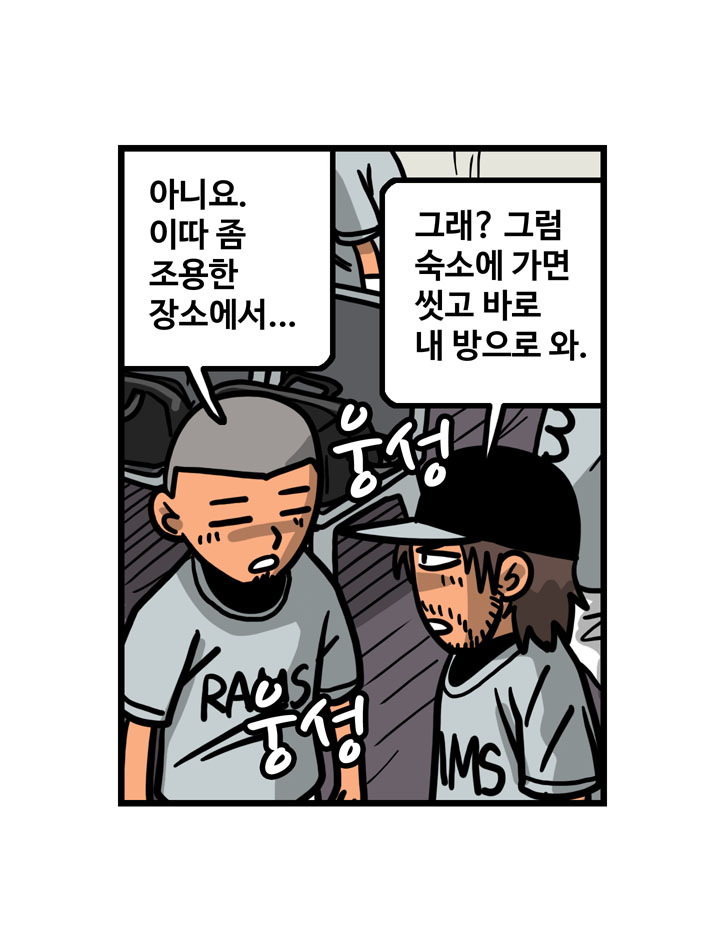 아니요.
이따 좀
조용한
장소에서...
그래? 그럼
숙소에 가면
씻고 바로
내 방으로 와.
웅성
RAMS
웅성
AMS